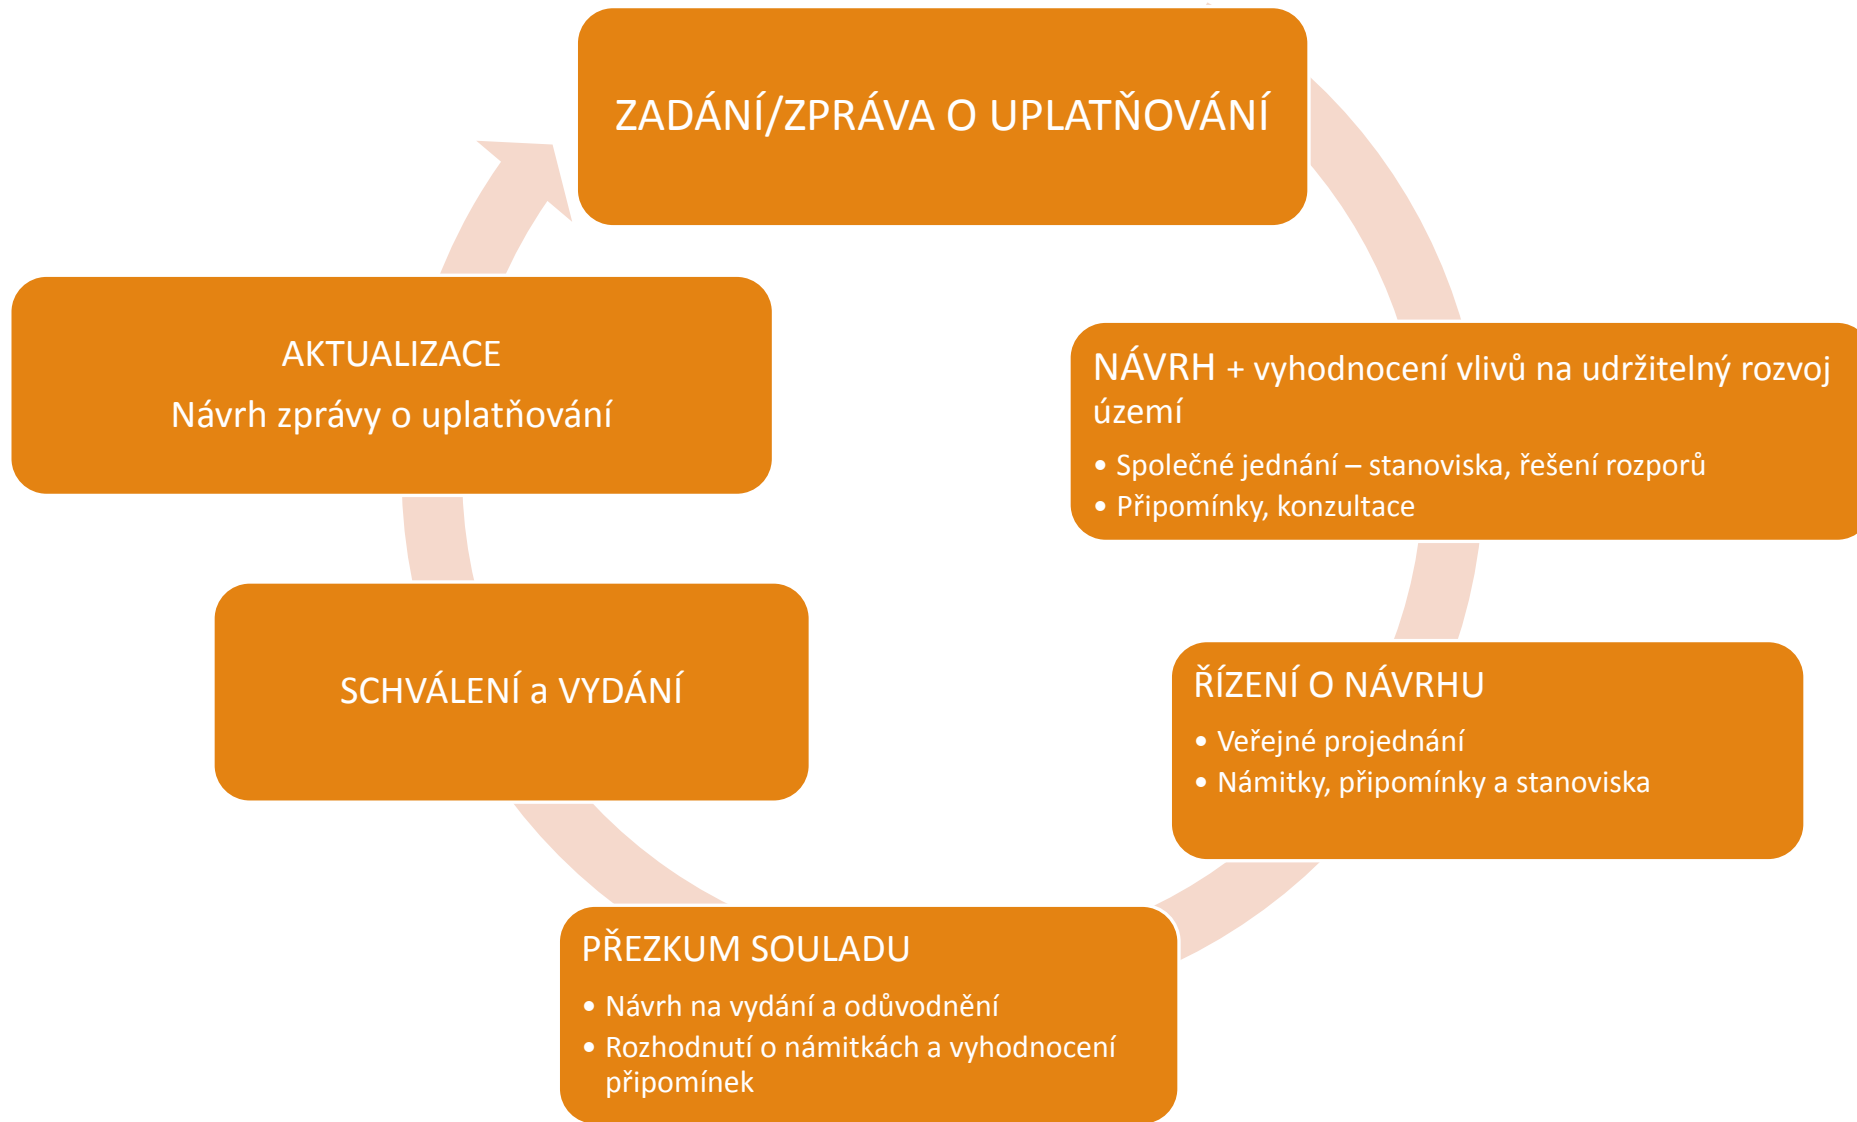 ZADÁNÍ/ZPRÁVA O UPLATŇOVÁNÍ
NÁVRH + vyhodnocení vlivů na udržitelný rozvoj
území
• Společné jednání – stanoviska, řešení rozporů
• Připomínky, konzultace
ŘÍZENÍ O NÁVRHU
• Veřejné projednání
• Námitky, připomínky a stanoviska
PŘEZKUM SOULADU
• Návrh na vydání a odůvodnění
• Rozhodnutí o námitkách a vyhodnocení
připomínek
SCHVÁLENÍ a VYDÁNÍ
AKTUALIZACE
Návrh zprávy o uplatňování